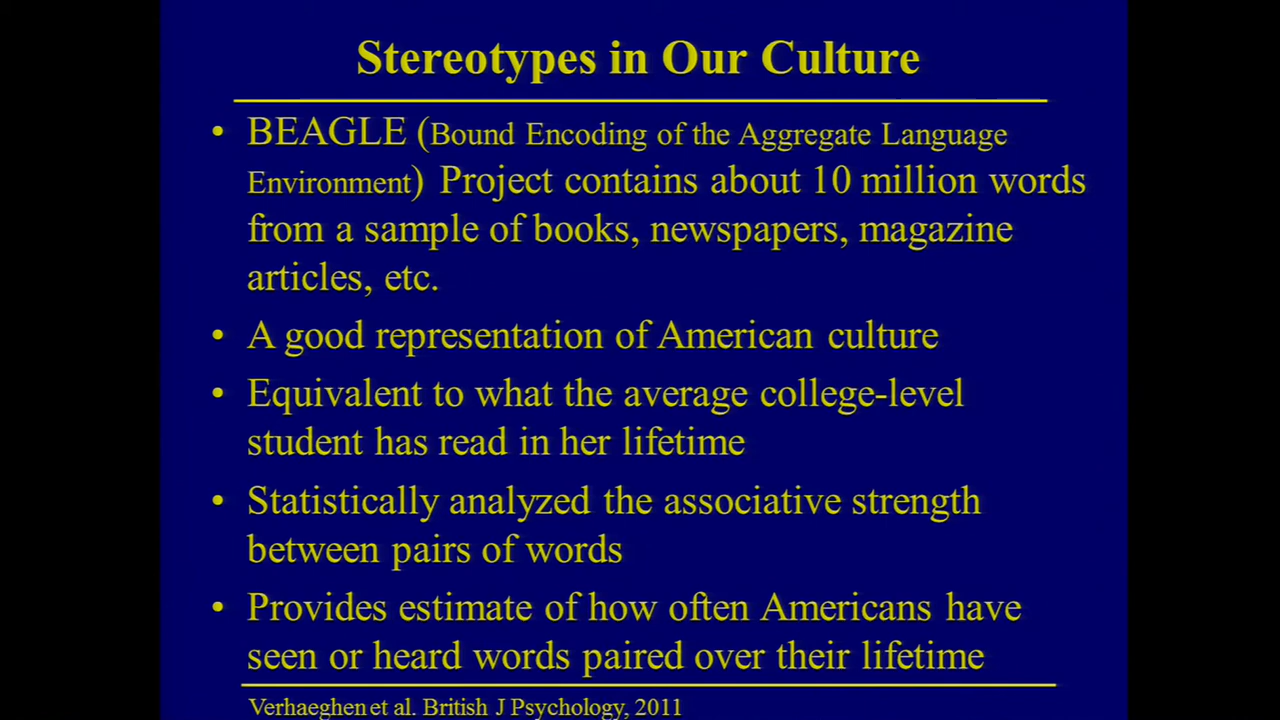 Stereotypes in Our Culture
• BEAGLE (Bound Encoding of the Aggregate Language
Environment) Project contains about 10 million words
from a sample of books, newspapers, magazine
articles, etc.
• A good representation of American culture
• Equivalent to what the average college-level
student has read in her lifetime
• Statistically analyzed the associative strength
between pairs of words
• Provides estimate of how often Americans have
seen or heard words paired over their lifetime
Verhaeghen et al. British J Psychology, 2011